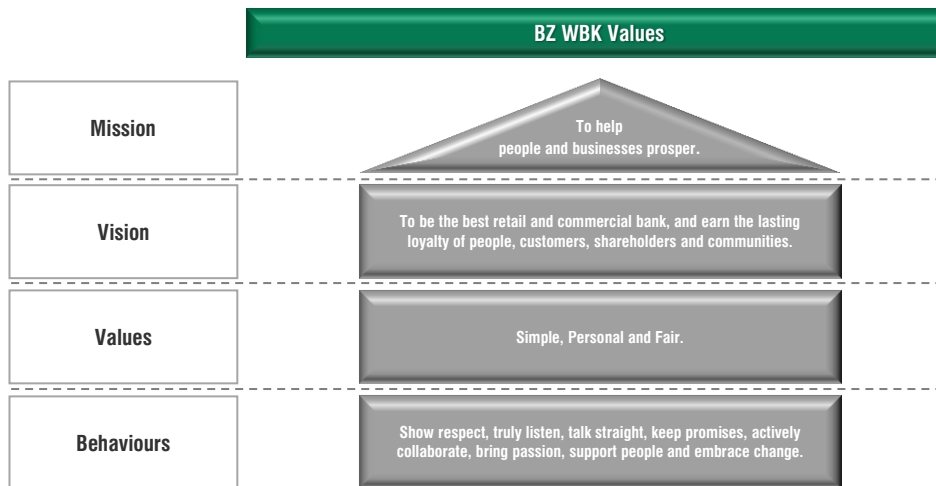 BZ WBK Values
Mission
To help
people and businesses prosper.
Vision
To be the best retail and commercial bank, and earn the lasting
loyalty of people, customers, shareholders and communities.
Values
Simple, Personal and Fair.
Behaviours
Show respect, truly listen, talk straight, keep promises, actively
collaborate, bring passion, support people and embrace change.